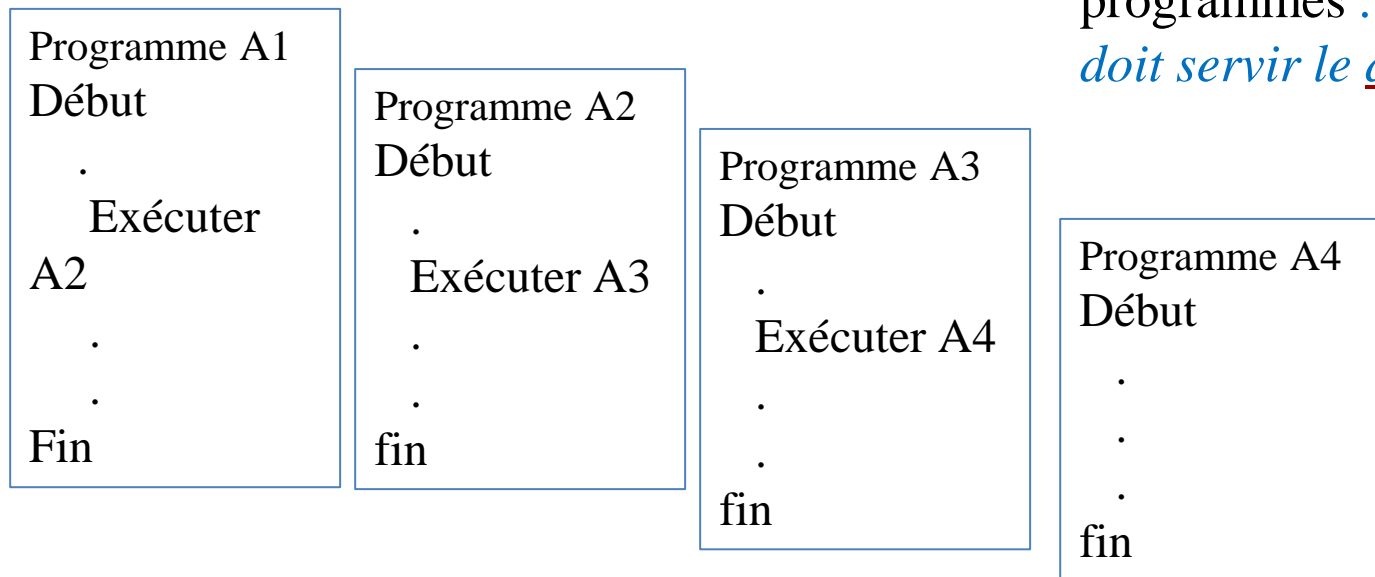 programmes :
doit servir le
Programme A1
Début
.
Exécuter
A2
.
.
Fin
Programme A2
Début
.
Exécuter A3
.
.
fin
Programme A3
Début
.
Exécuter A4
.
.
fin
Programme A4
Début
.
.
.
fin